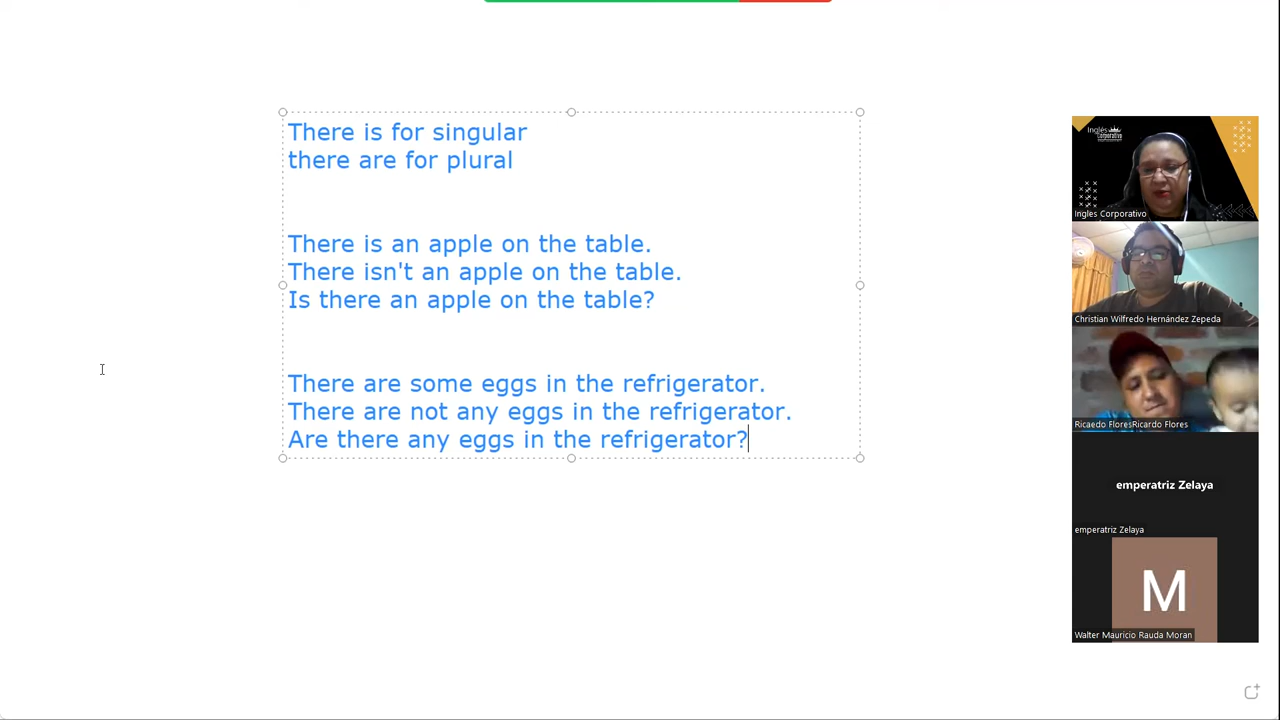 There is for singular
there are for plural
There is an apple on the table.
There isn't an apple on the table.
Is there an apple on the table?
There are some eggs in the refrigerator.
There are not any eggs in the refrigerator.
Are there any eggs in the refrigerator?
Inglés
Corporativo
Ingles Corporativo
Christian Wilfredo Hernández Zepeda
Ricaedo FloresRicardo Flores
emperatriz Zelaya
emperatriz Zelaya
M
Walter Mauricio Rauda Moran